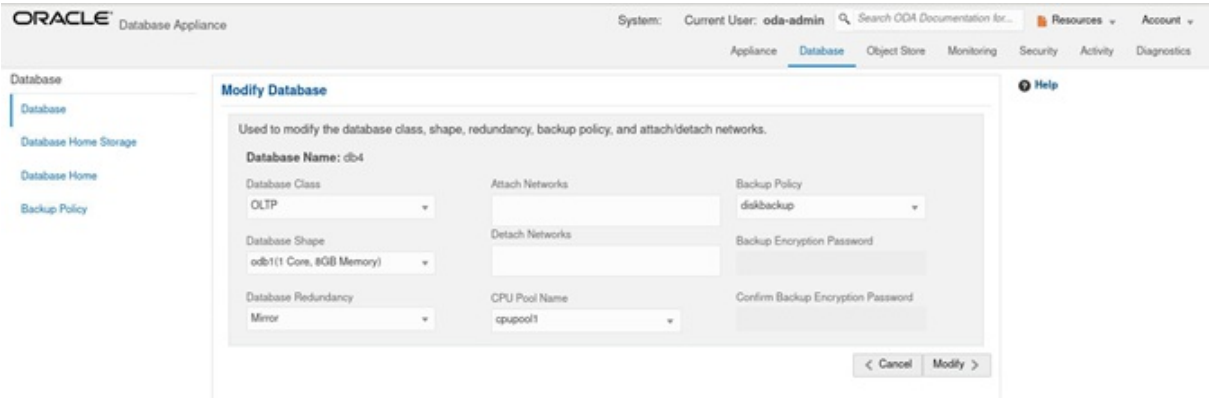 ORACLE Database Appliance
System: Current User: oda-admin Search ODA Documentation for... Resources Account
Appliance Database Object Store Monitoring Security Activity Diagnostics
Database
Database
Database Home Storage
Database Home
Backup Policy
Modify Database
Used to modify the database class, shape, redundancy, backup policy, and attach/detach networks.
Database Name: db4
Database Class Attach Networks Backup Policy
OLTP diskbackup
Database Shape Detach Networks Backup Encryption Password
odb1(1 Core, 8GB Memory)
Database Redundancy CPU Pool Name Confirm Backup Encryption Password
Mirror cpupool1
< Cancel Modify >
? Help